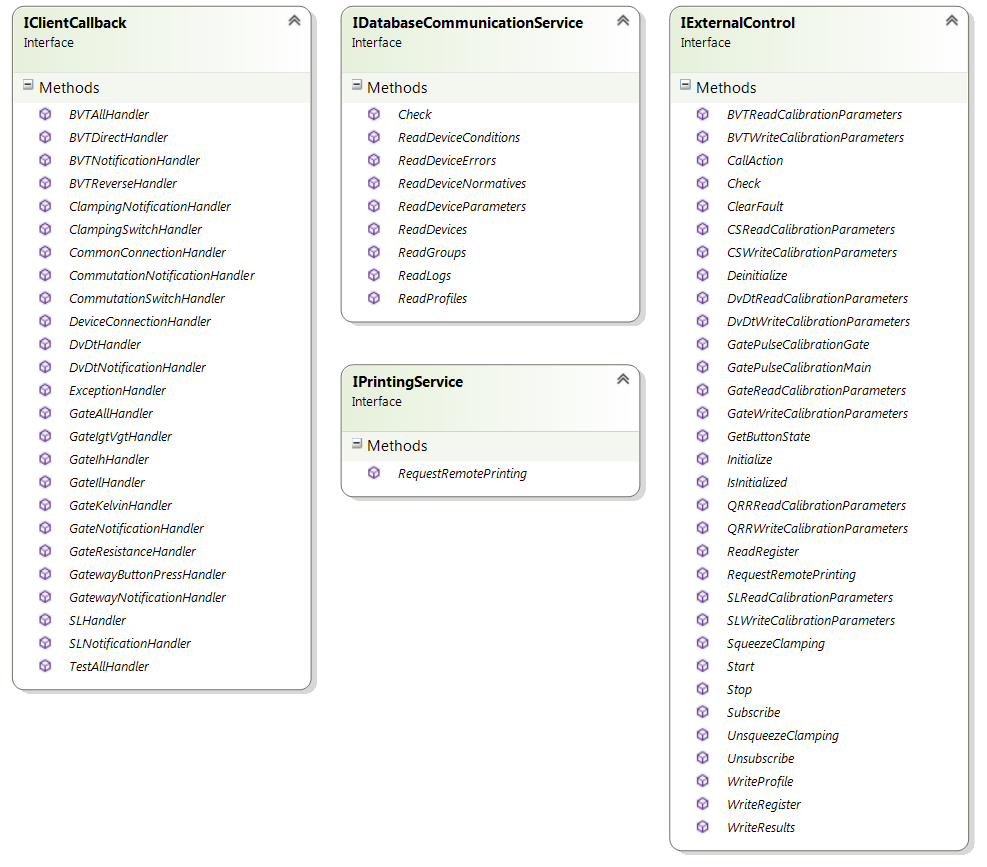 IClientCallback
Interface
Methods
BVTAllHandler
BVTDirectHandler
BVTNotificationHandler
BVTReverseHandler
ClampingNotificationHandler
ClampingSwitchHandler
CommonConnectionHandler
CommutationNotificationHandler
CommutationSwitchHandler
DeviceConnectionHandler
DvDtHandler
DvDtNotificationHandler
ExceptionHandler
GateAllHandler
GateIgtVgtHandler
GateIhHandler
GateIlHandler
GateKelvinHandler
GateNotificationHandler
GateResistanceHandler
GatewayButtonPressHandler
GatewayNotificationHandler
SLHandler
SLNotificationHandler
TestAllHandler
IDatabaseCommunicationService
Interface
Methods
Check
ReadDeviceConditions
ReadDeviceErrors
ReadDeviceNormatives
ReadDeviceParameters
ReadDevices
ReadGroups
ReadLogs
ReadProfiles
IPrintingService
Interface
Methods
RequestRemotePrinting
IExternalControl
Interface
Methods
BVTReadCalibrationParameters
BVTWriteCalibrationParameters
CallAction
Check
ClearFault
CSReadCalibrationParameters
CSWriteCalibrationParameters
Deinitialize
DvDtReadCalibrationParameters
DvDtWriteCalibrationParameters
GatePulseCalibrationGate
GatePulseCalibrationMain
GateReadCalibrationParameters
GateWriteCalibrationParameters
GetButtonState
Initialize
IsInitialized
QRRReadCalibrationParameters
QRRWriteCalibrationParameters
ReadRegister
RequestRemotePrinting
SLReadCalibrationParameters
SLWriteCalibrationParameters
SqueezeClamping
Start
Stop
Subscribe
UnsqueezeClamping
Unsubscribe
WriteProfile
WriteRegister
WriteResults